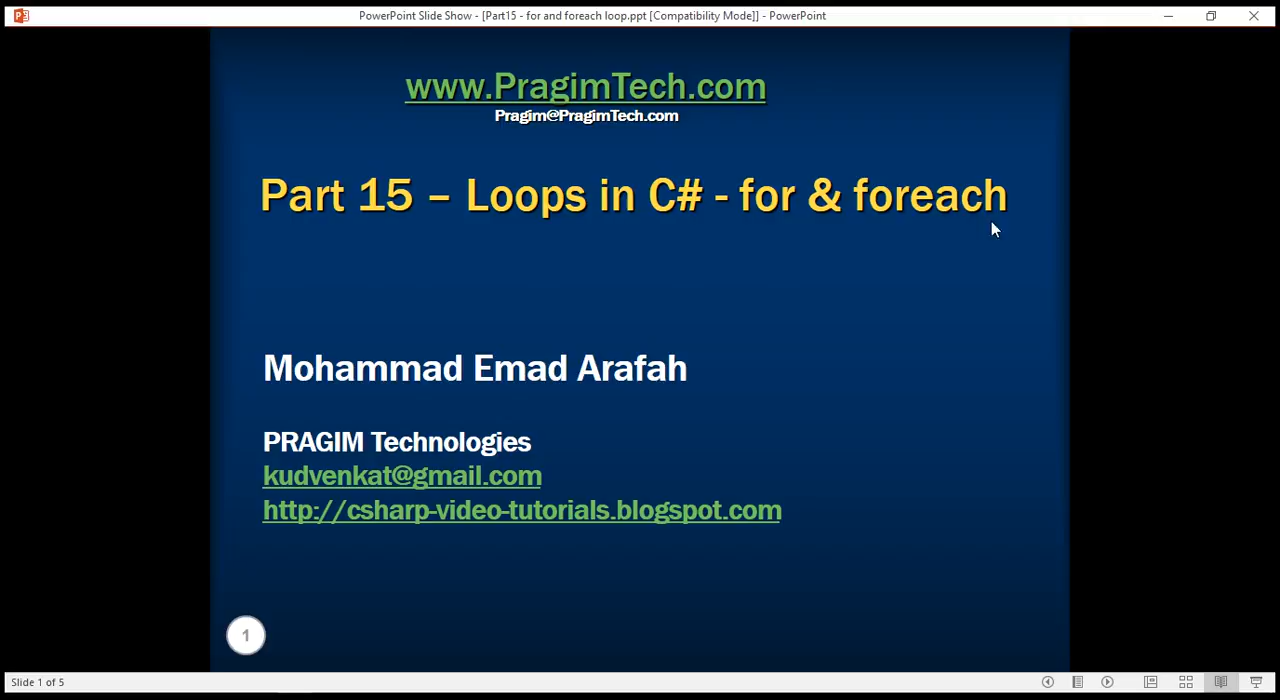 PowerPoint Slide Show - [Part15 - for and foreach loop.ppt [Compatibility Mode]] - PowerPoint
www.PragimTech.com
Pragim@PragimTech.com
Part 15 – Loops in C# - for & foreach
Mohammad Emad Arafah
PRAGIM Technologies
kudvenkat@gmail.com
http://csharp-video-tutorials.blogspot.com
1
Slide 1 of 5